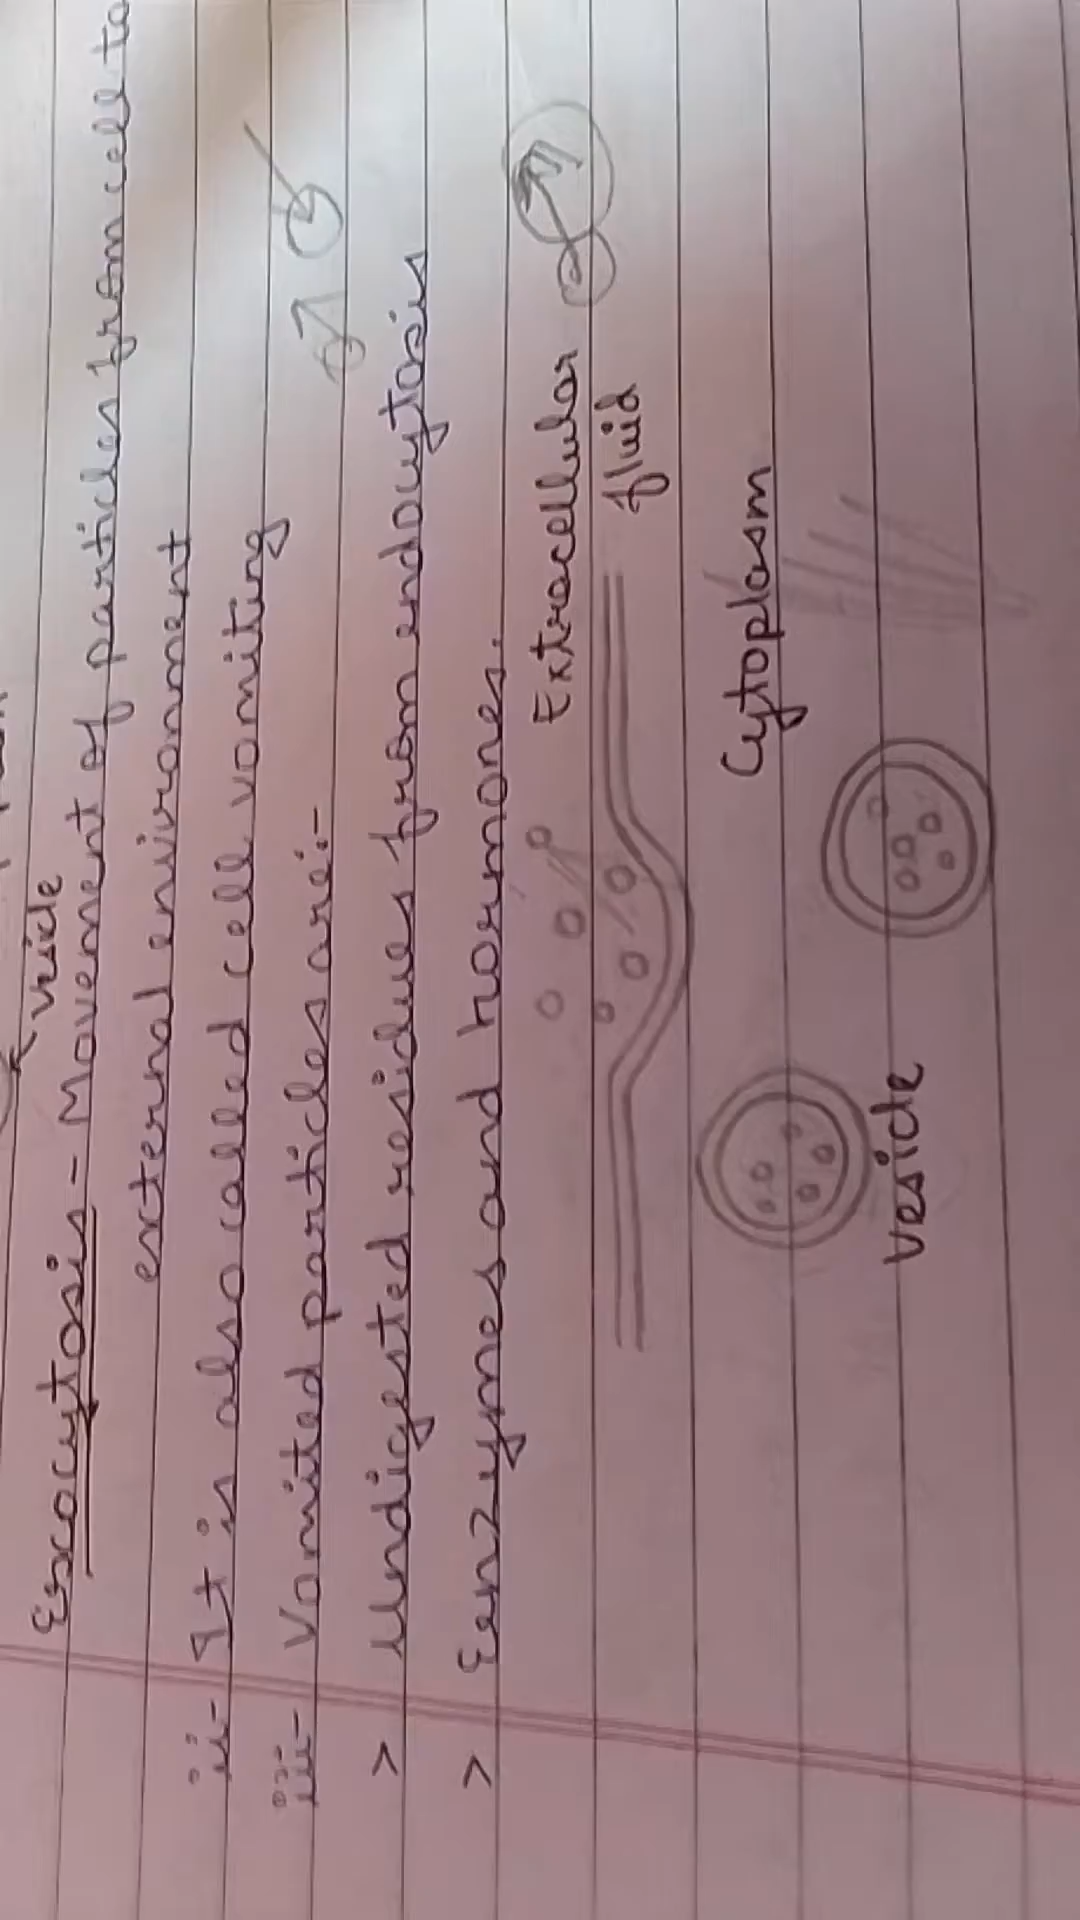 vesicle
Exocytosis - Movement of particles from cell to
external environment
ii- It is also called cell vomiting
iii- Vomited particles are:-
> Undigested residues from endocytosis
> Enzymes and hormones.
Extracellular
fluid
Cytoplasm
vesicle